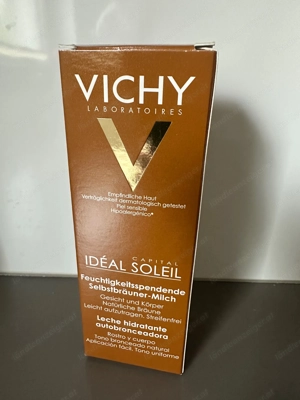 VICHY
LABORATOIRES
V
Empfindliche Haut
Verträglichkeit dermatologisch getestet
Piel sensible
Hipoalergénico*
CAPITAL
IDÉAL SOLEIL
Feuchtigkeitsspendende
Selbstbräuner-Milch
Gesicht und Körper
Natürliche Bräune
Leicht aufzutragen, Streifenfrei
Leche hidratante
autobronceadora
Rostro y cuerpo
Tono bronceado natural
Aplicación fácil. Tono uniforme